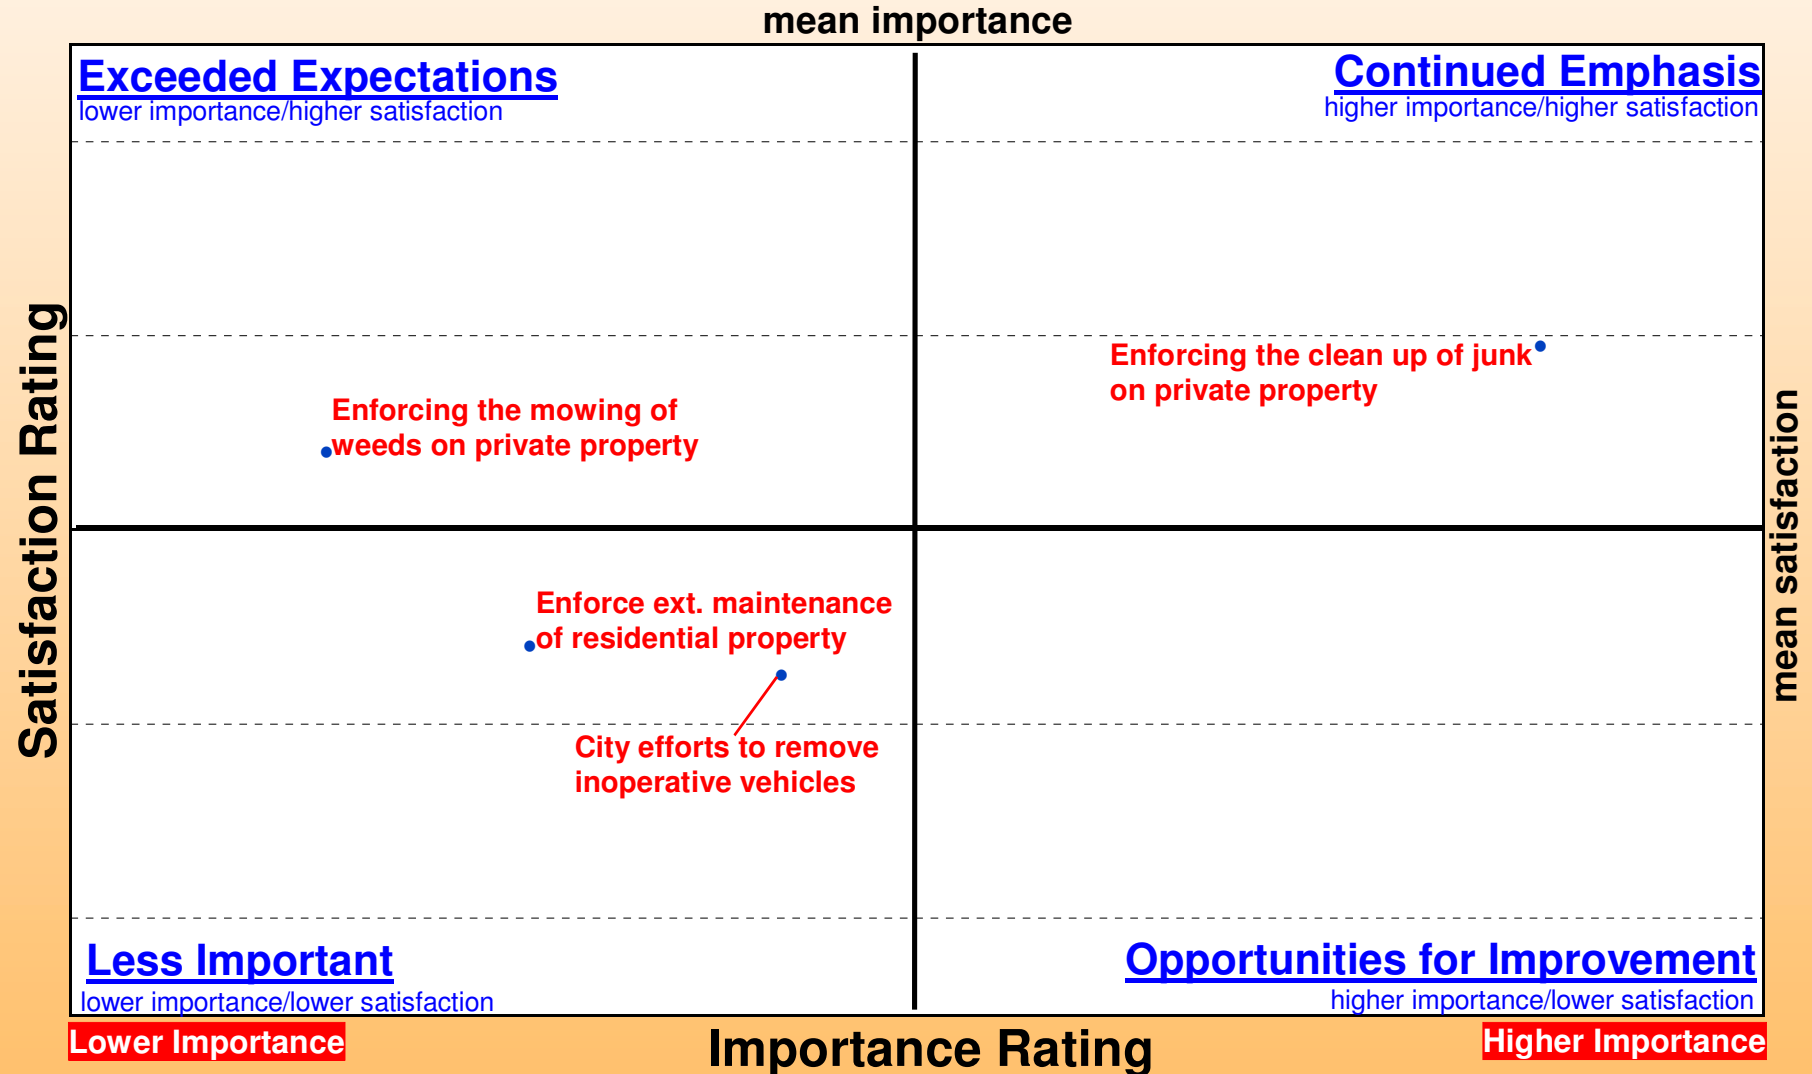 mean importance
Exceeded Expectations
lower importance/higher satisfaction
Continued Emphasis
higher importance/higher satisfaction
Enforcing the clean up of junk
on private property
Enforcing the mowing of
weeds on private property
Satisfaction Rating
mean satisfaction
Enforce ext. maintenance
of residential property
City efforts to remove
inoperative vehicles
Less Important
lower importance/lower satisfaction
Opportunities for Improvement
higher importance/lower satisfaction
Lower Importance
Importance Rating
Higher Importance